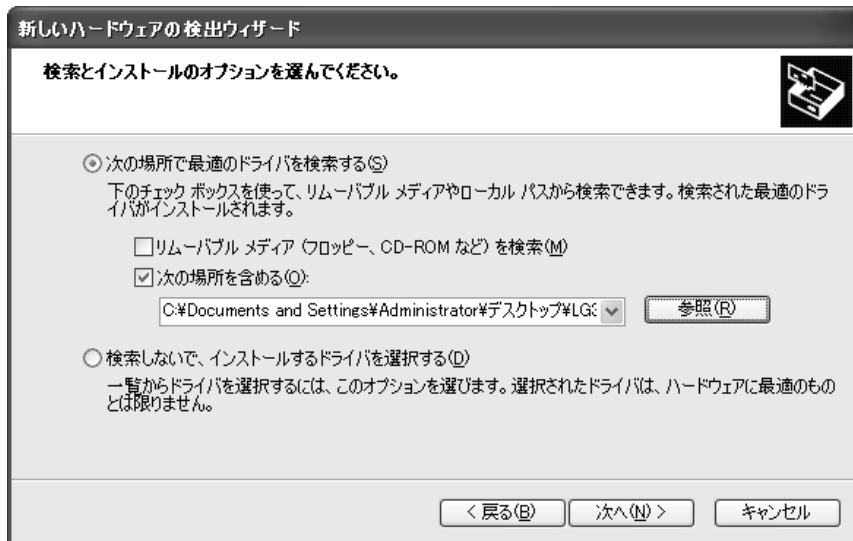 新しいハードウェアの検出ウィザード
検索とインストールのオプションを選んでください。
次の場所で最適のドライバを検索する(S)
下のチェック ボックスを使って、リムーバブル メディアやローカル パスから検索できます。検索された最適のドラ
イバがインストールされます。
リムーバブル メディア (フロッピー、CD-ROM など) を検索(M)
次の場所を含める(O):
C:¥Documents and Settings¥Administrator¥デスクトップ¥LG3
参照(R)
検索しないで、インストールするドライバを選択する(D)
一覧からドライバを選択するには、このオプションを選びます。選択されたドライバは、ハードウェアに最適のもの
とは限りません。
< 戻る(B) 次へ(N) > キャンセル